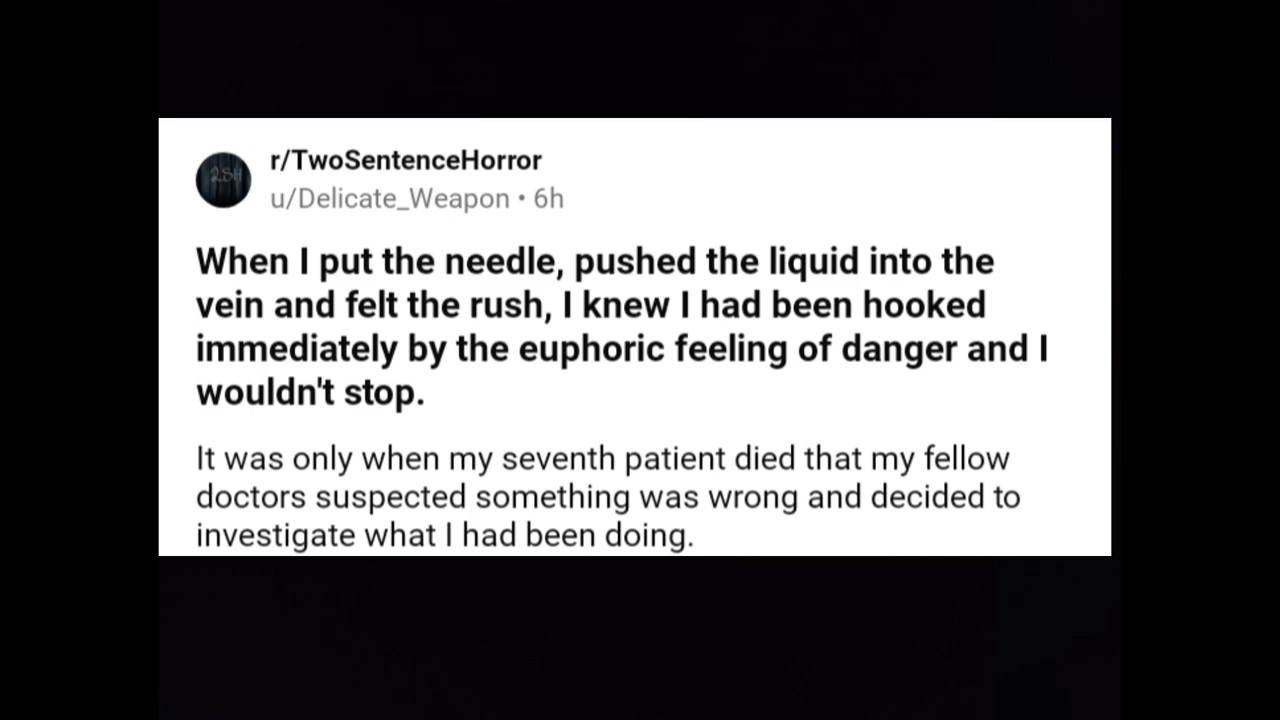 2SH
r/TwoSentenceHorror
u/Delicate_Weapon • 6h
When I put the needle, pushed the liquid into the
vein and felt the rush, I knew I had been hooked
immediately by the euphoric feeling of danger and I
wouldn't stop.
It was only when my seventh patient died that my fellow
doctors suspected something was wrong and decided to
investigate what I had been doing.